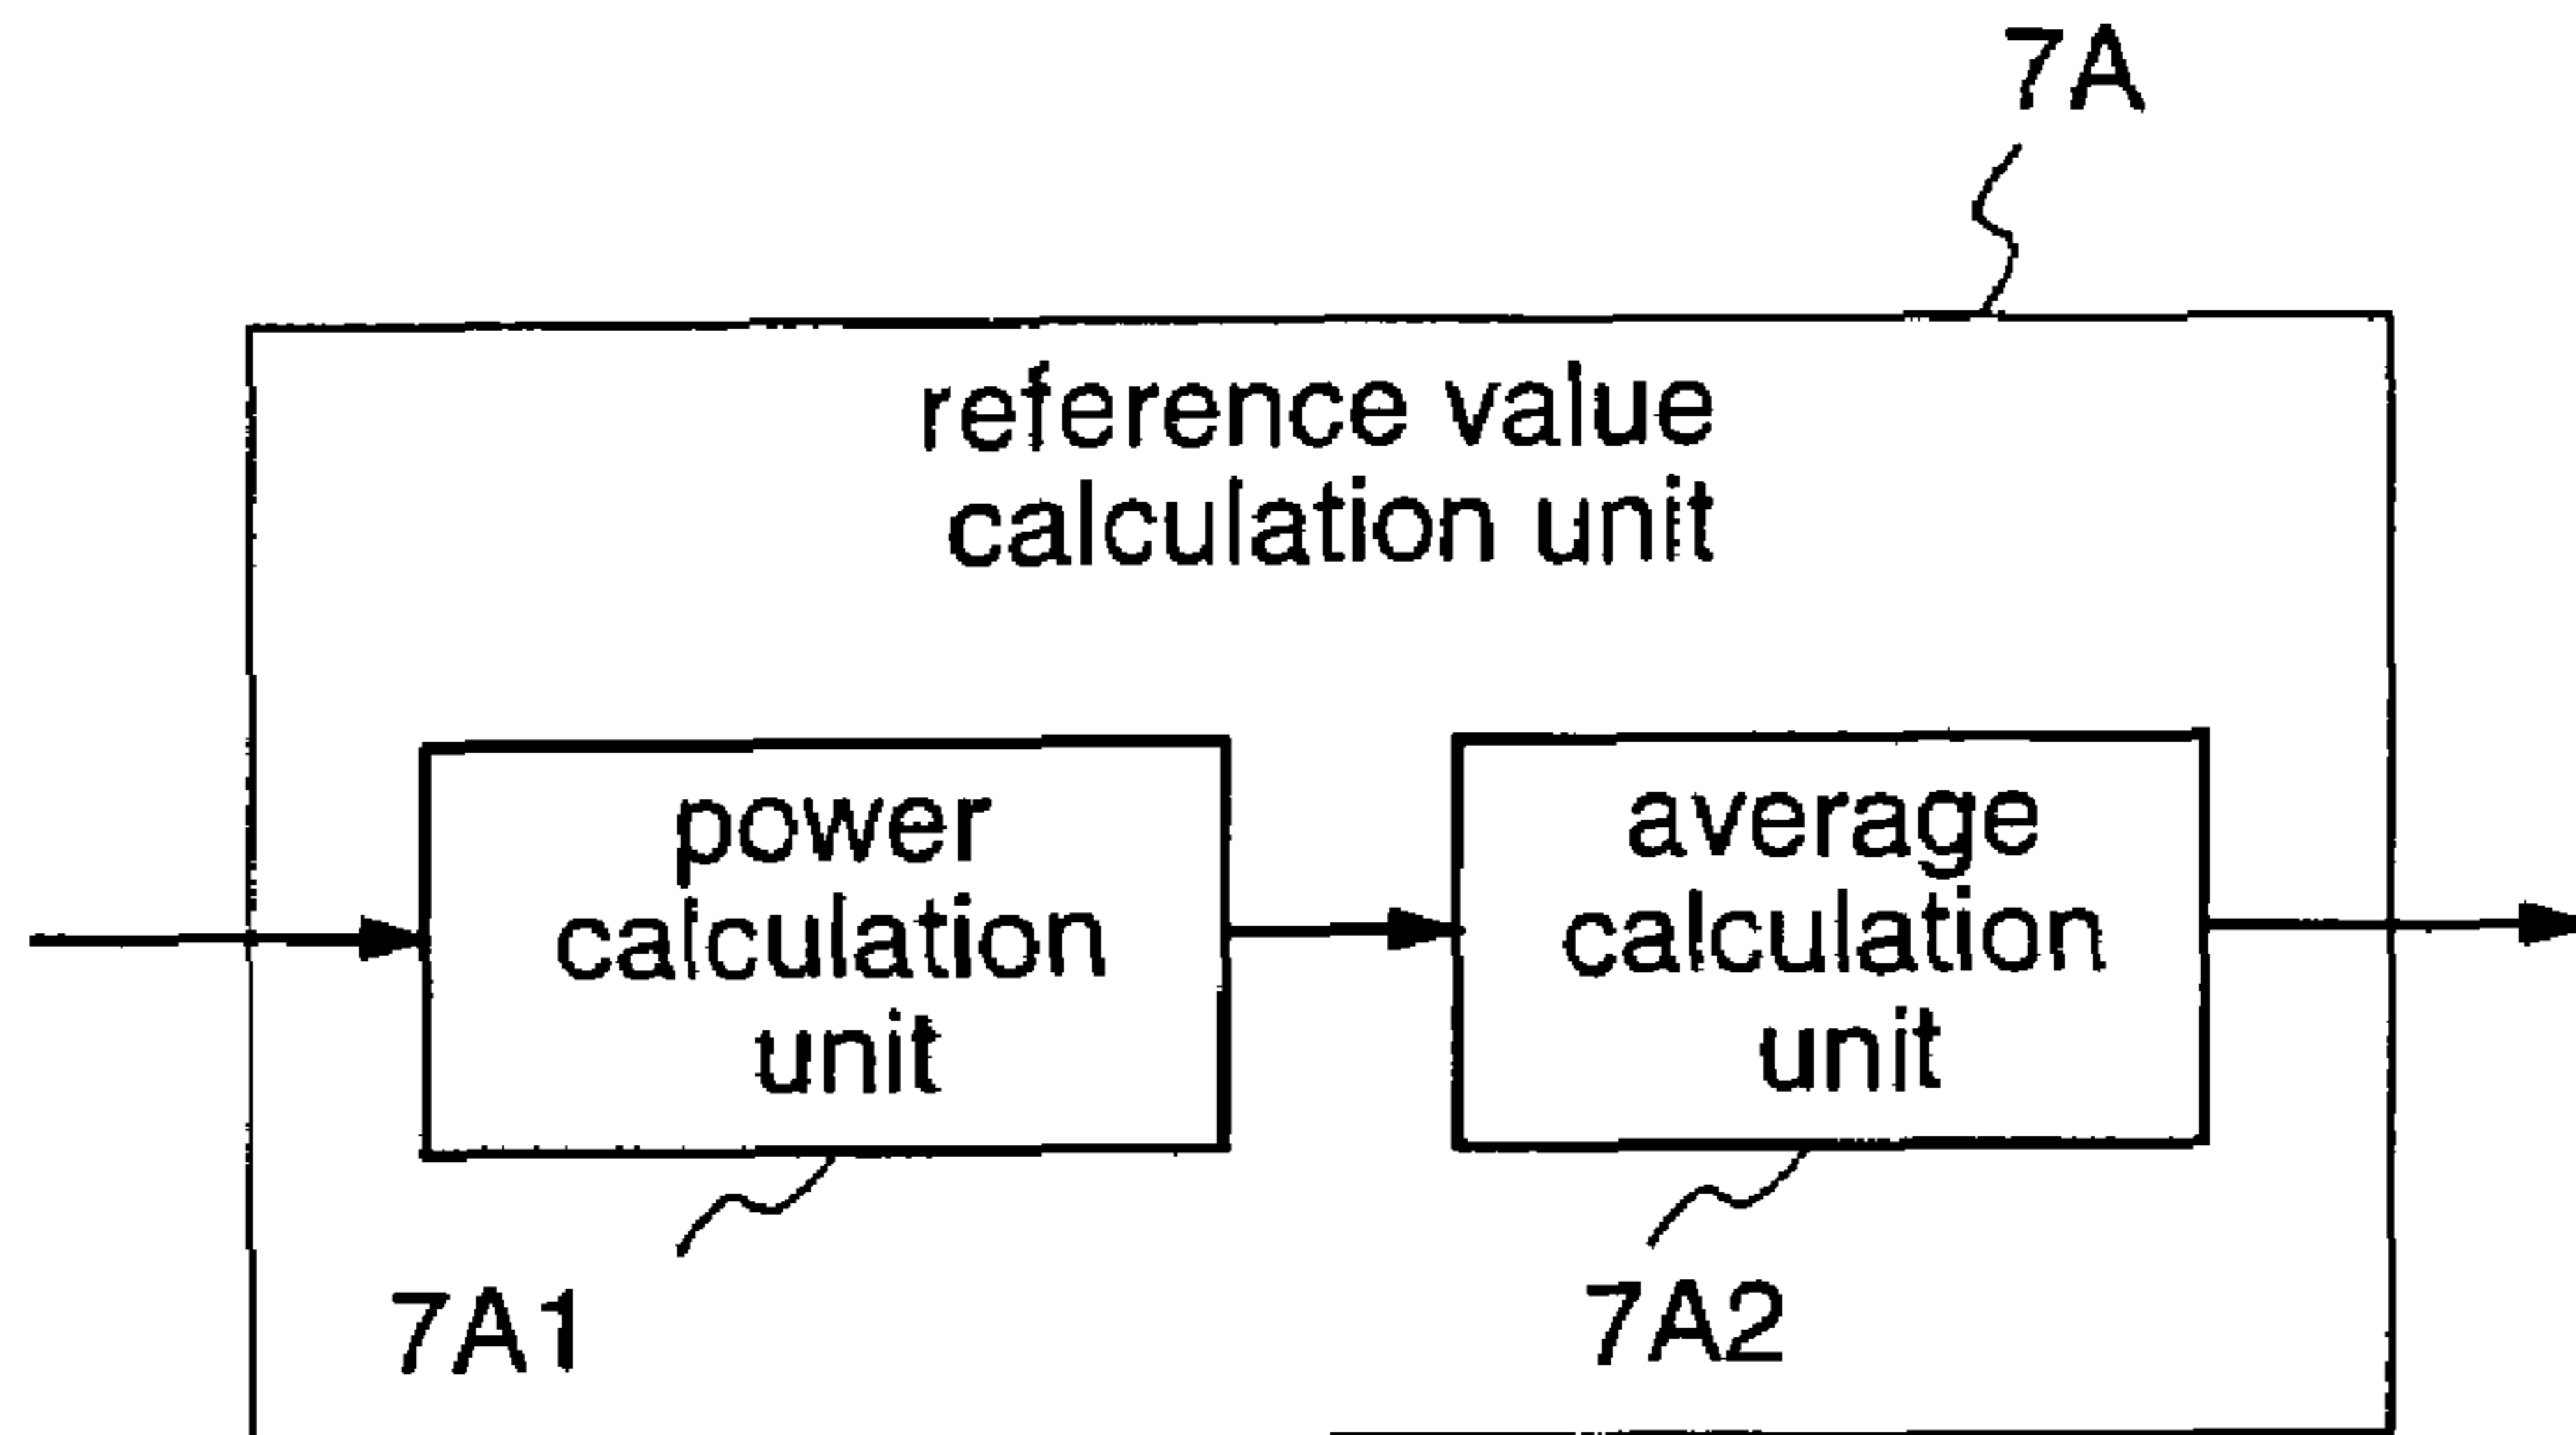 7A
reference value
calculation unit
power
calculation
unit
average
calculation
unit
7A1
7A2